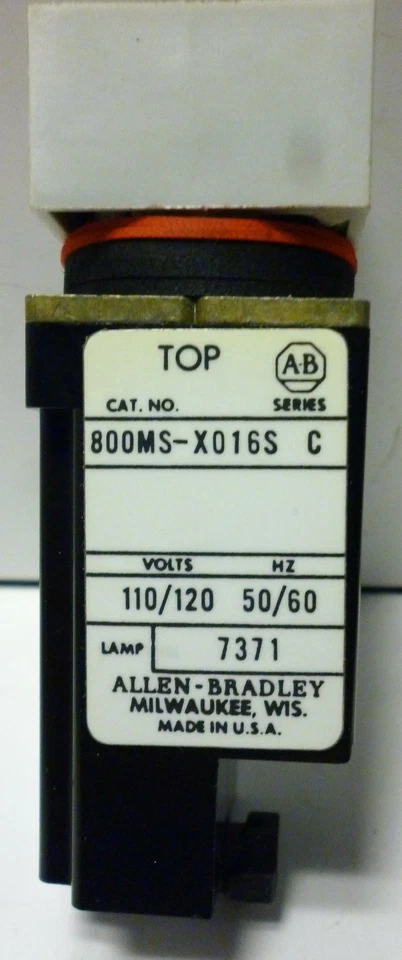 TOP A-B
CAT. NO. SERIES
800MS-X016S C
VOLTS HZ
110/120 50/60
LAMP 7371
ALLEN-BRADLEY
MILWAUKEE, WIS.
MADE IN U.S.A.